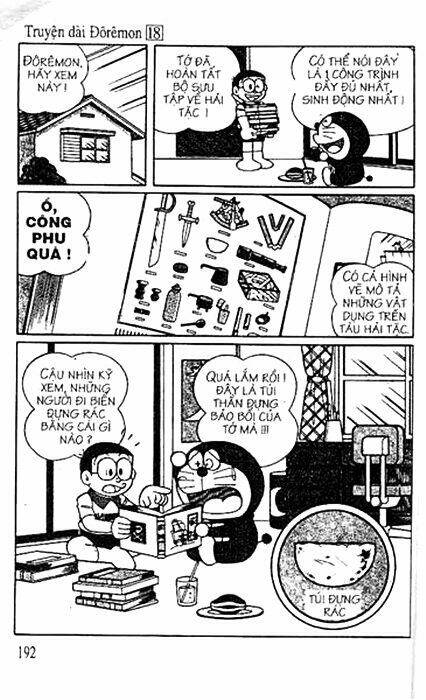 Truyện dài Đôrêmon 18
ĐÔRÊMON,
HÃY XEM
NÀY !
TỚ ĐÃ
HOÀN TẤT
BỘ SƯU
TẬP VỀ HẢI
TẶC !
CÓ THỂ NÓI ĐÂY
LÀ 1 CÔNG TRÌNH
ĐẦY ĐỦ NHẤT,
SINH ĐỘNG NHẤT !
Ồ,
CÔNG
PHU
QUÁ !
CÓ CẢ HÌNH
VẼ MÔ TẢ
NHỮNG VẬT
DỤNG TRÊN
TÀU HẢI TẶC.
CẬU NHÌN KỸ
XEM, NHỮNG
NGƯỜI ĐI BIỂN
ĐỰNG RÁC
BẰNG CÁI GÌ
NÀO ?
QUÁ LẮM RỒI !
ĐÂY LÀ TÚI
THẦN ĐỰNG
BẢO BỐI CỦA
TỚ MÀ !!!
TÚI ĐỰNG
RÁC
192